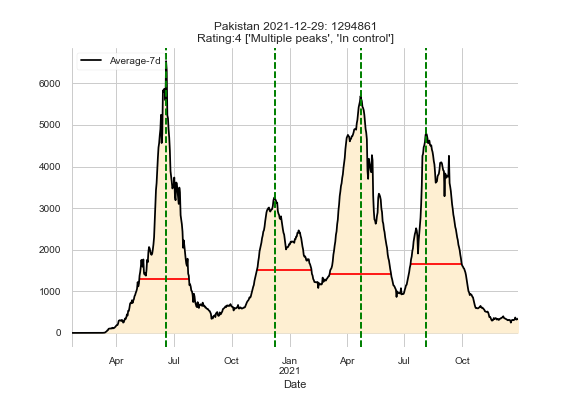 Pakistan 2021-12-29: 1294861
Rating:4 ['Multiple peaks', 'In control']
Average-7d
6000
5000
4000
3000
2000
1000
0
Apr Jul Oct Jan Apr Jul Oct
2021
Date